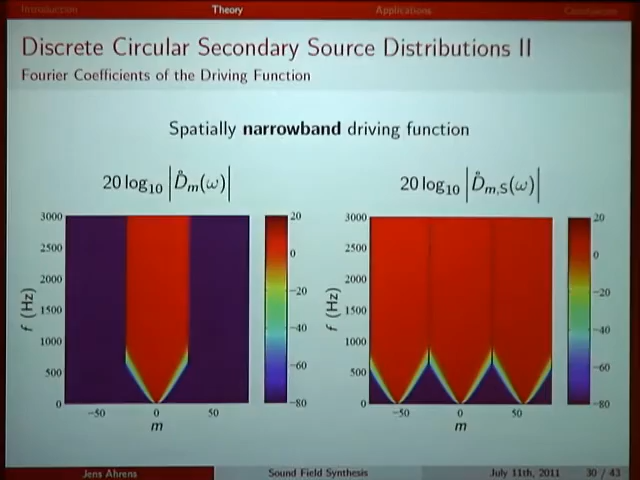 Introduction Theory Applications Conclusions
Discrete Circular Secondary Source Distributions II
Fourier Coefficients of the Driving Function
Spatially narrowband driving function
20 log10 |D̊m(ω)|
20 log10 |D̊m,S(ω)|
3000
2500
2000
1500
1000
500
0
f (Hz)
−50 0 50
m
20
0
−20
−40
−60
−80
3000
2500
2000
1500
1000
500
0
f (Hz)
−50 0 50
m
20
0
−20
−40
−60
−80
Jens Ahrens Sound Field Synthesis July 11th, 2011 30 / 43